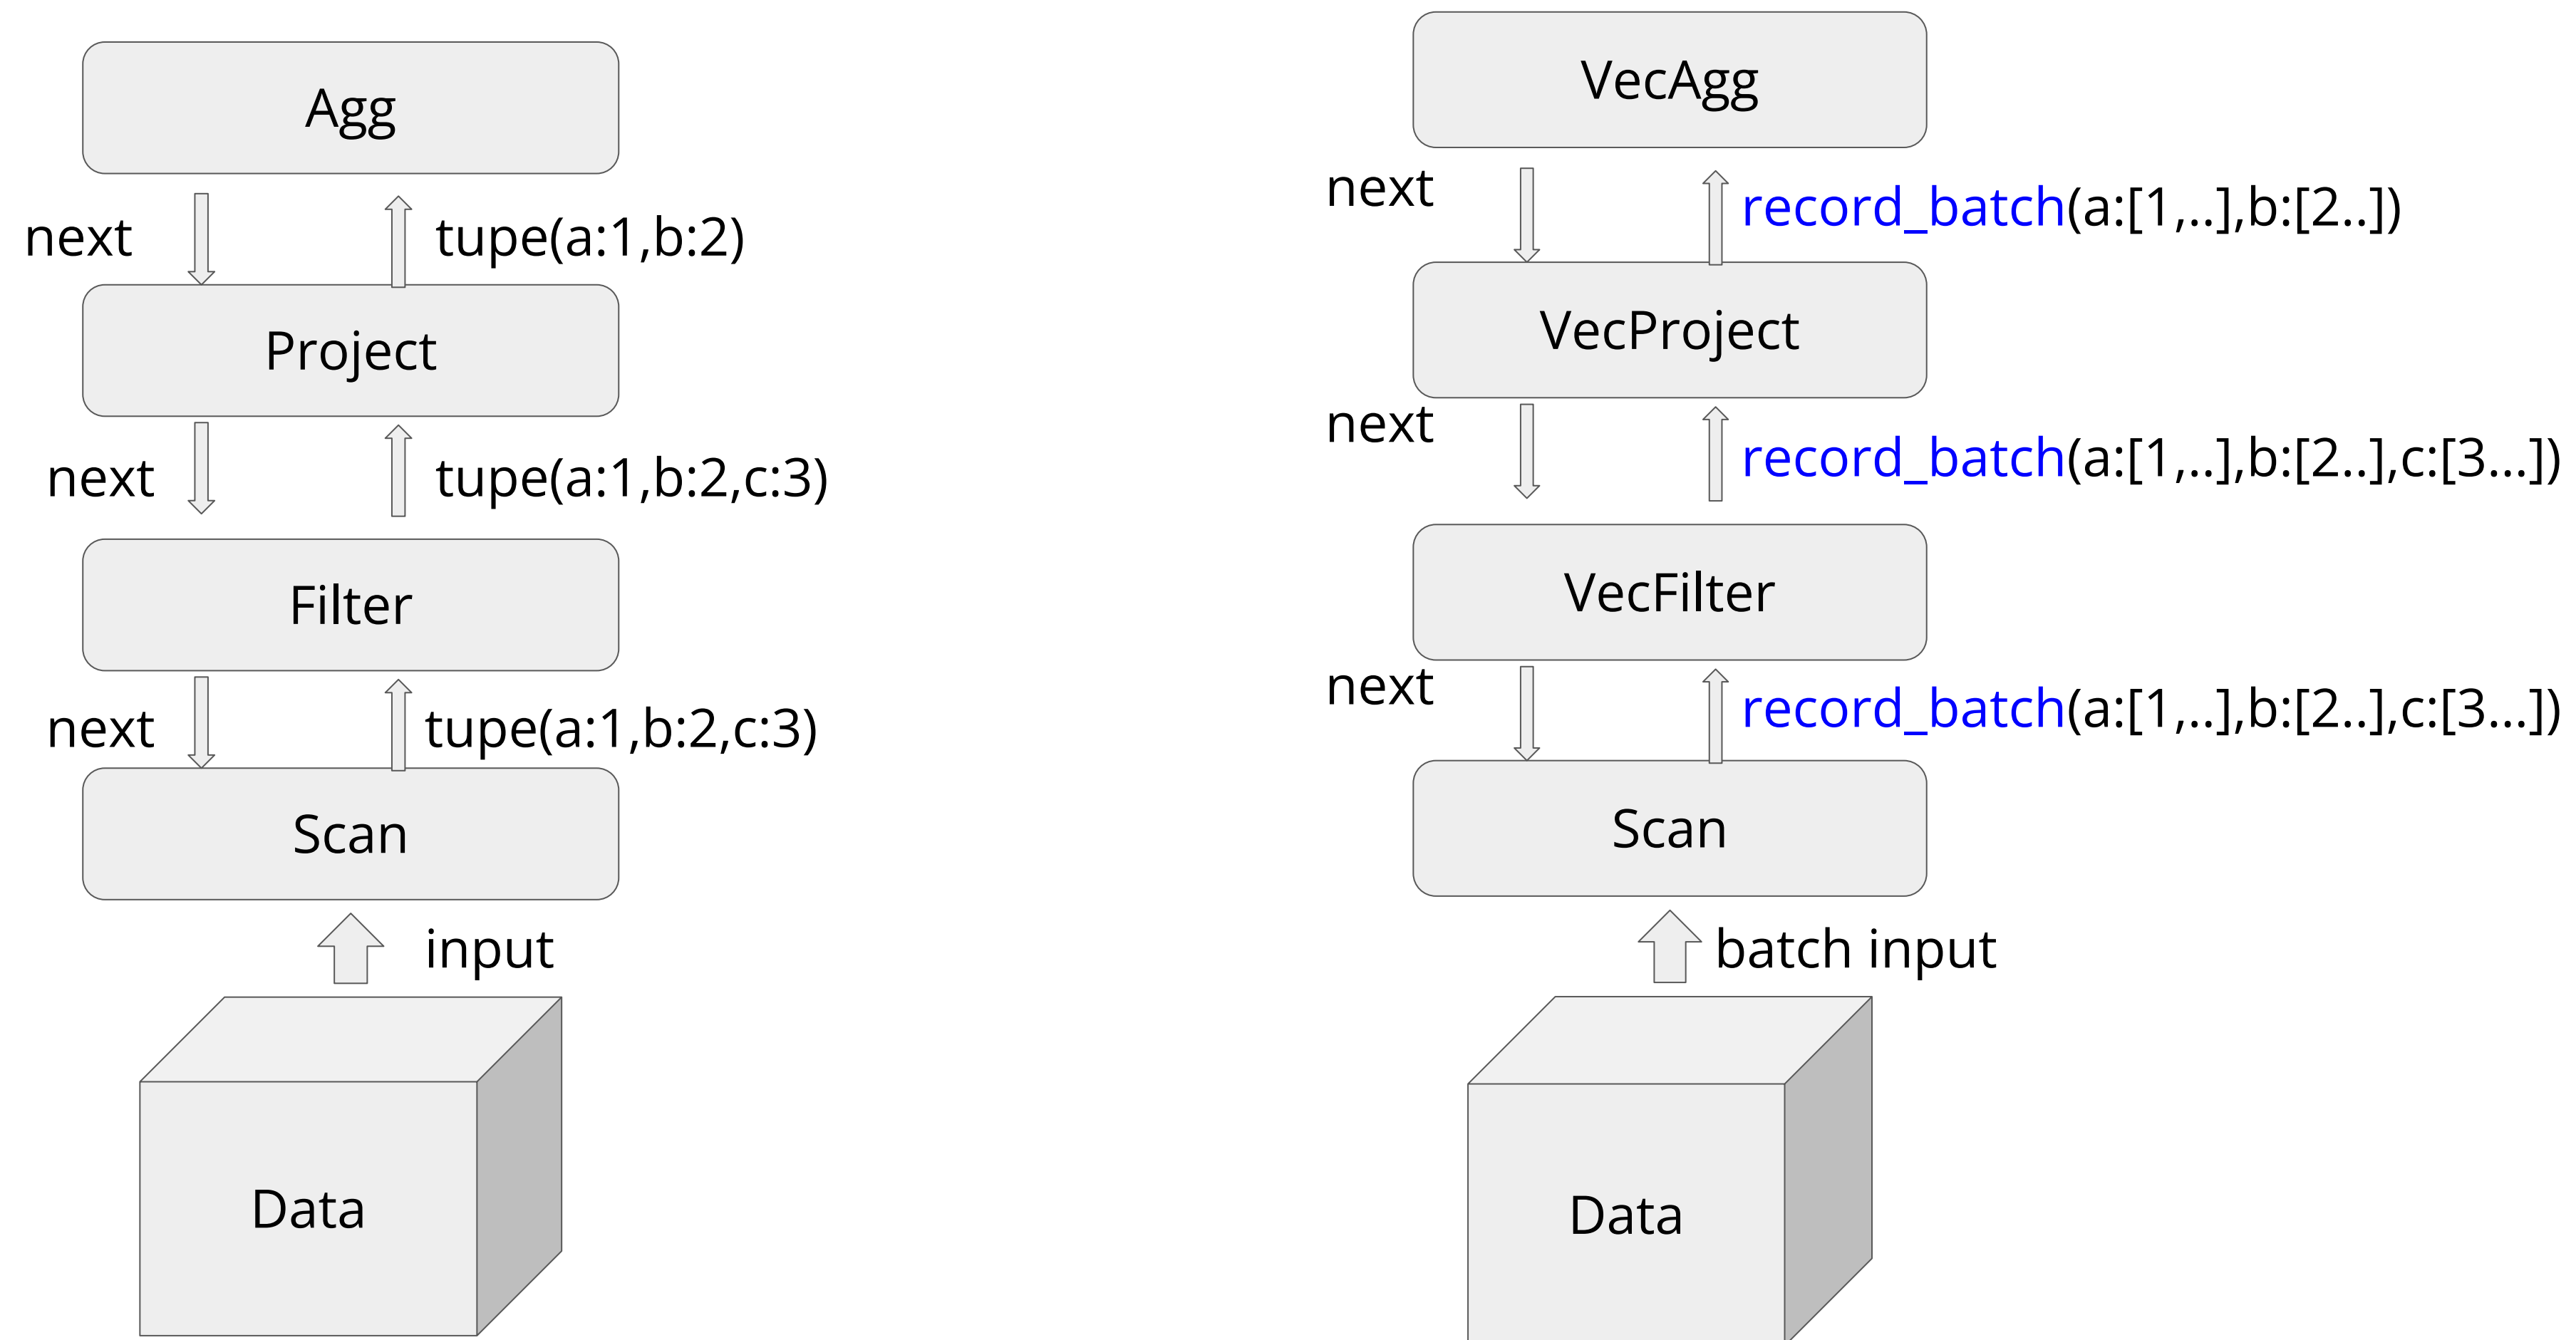 Agg
next
tupe(a:1,b:2)
Project
next
tupe(a:1,b:2,c:3)
Filter
next
tupe(a:1,b:2,c:3)
Scan
input
Data
VecAgg
next
record_batch(a:[1,..],b:[2..])
VecProject
next
record_batch(a:[1,..],b:[2..],c:[3...])
VecFilter
next
record_batch(a:[1,..],b:[2..],c:[3...])
Scan
batch input
Data